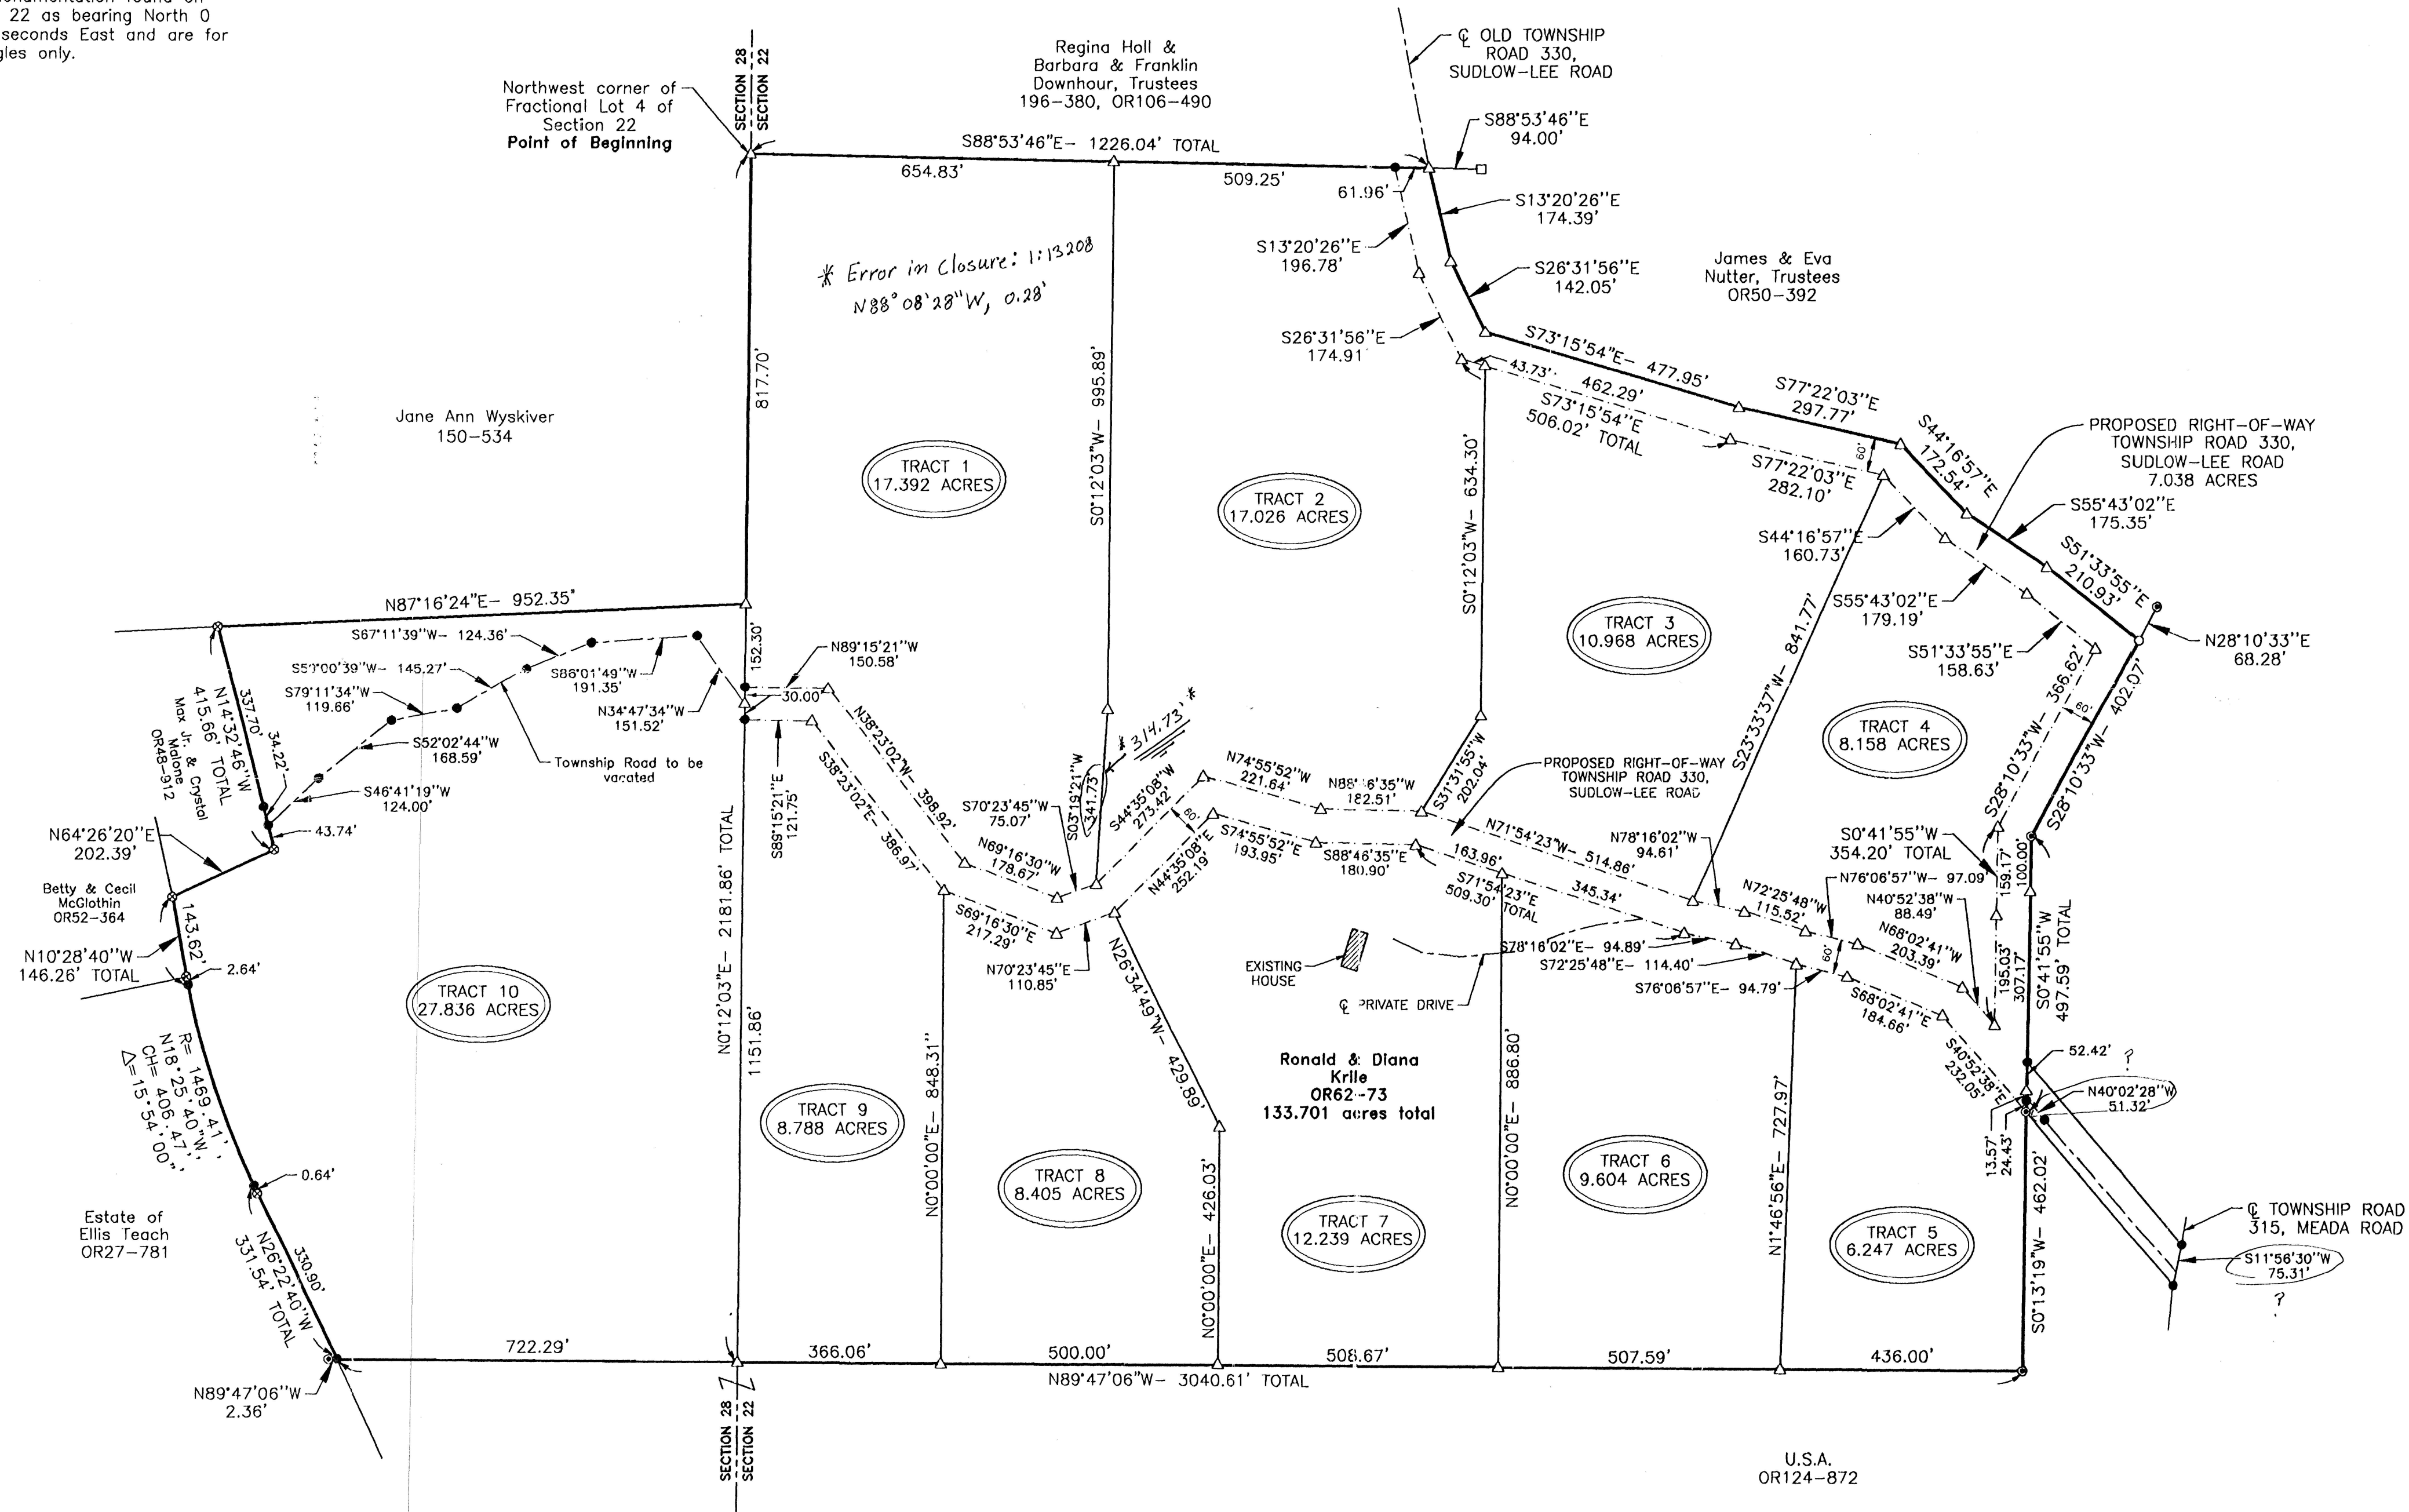 22 as bearing North 0
seconds East and are for
gles only.
Northwest corner of
Fractional Lot 4 of
Section 22
Point of Beginning
SECTION 28
SECTION 22
Regina Holl &
Barbara & Franklin
Downhour, Trustees
196-380, OR106-490
℄ OLD TOWNSHIP
ROAD 330,
SUDLOW-LEE ROAD
S88°53'46"E
94.00'
S88°53'46"E- 1226.04' TOTAL
654.83'
509.25'
61.96'
S13°20'26"E
174.39'
S13°20'26"E
196.78'
S26°31'56"E
142.05'
S26°31'56"E
174.91'
James & Eva
Nutter, Trustees
OR50-392
* Error in Closure: 1:13208
N88°08'28"W, 0.28'
817.70'
S0°12'03"W- 995.89'
S73°15'54"E- 477.95'
43.73'
462.29'
S73°15'54"E
506.02' TOTAL
S77°22'03"E
297.77'
60'
S77°22'03"E
282.10'
S44°16'57"E
172.54'
PROPOSED RIGHT-OF-WAY
TOWNSHIP ROAD 330,
SUDLOW-LEE ROAD
7.038 ACRES
S55°43'02"E
175.35'
S44°16'57"E
160.73'
S51°33'55"E
210.93'
S55°43'02"E
179.19'
S51°33'55"E
158.63'
N28°10'33"E
68.28'
Jane Ann Wyskiver
150-534
TRACT 1
17.392 ACRES
TRACT 2
17.026 ACRES
S0°12'03"W- 634.30'
TRACT 3
10.968 ACRES
S23°33'37"W- 841.77'
TRACT 4
8.158 ACRES
S28°10'33"W- 366.62'
60'
S28°10'33"W- 402.07'
N87°16'24"E- 952.35"
S67°11'39"W- 124.36'
S59°00'39"W- 145.27'
S79°11'34"W
119.66'
S86°01'49"W
191.35'
N34°47'34"W
151.52'
S52°02'44"W
168.59'
Township Road to be
vacated
S46°41'19"W
124.00'
337.70'
N14°32'46"W
415.66' TOTAL
34.22'
Max Jr. & Crystal
Malone
OR48-912
43.74'
N64°26'20"E
202.39'
Betty & Cecil
McGlothin
OR52-364
143.62'
N10°28'40"W
146.26' TOTAL
2.64'
R= 1469.41',
N18°25'40"W,
CH= 406.47',
△=15°54'00"
0.64'
Estate of
Ellis Teach
OR27-781
330.90'
N26°22'40"W
331.54' TOTAL
N89°47'06"W
2.36'
TRACT 10
27.836 ACRES
722.29'
152.30'
N89°15'21"W
150.58'
30.00
S89°15'21"E
121.75'
N0°12'03"E- 2181.86' TOTAL
1151.86'
N38°23'02"W- 398.92'
S38°23'02"E- 386.97'
N69°16'30"W
178.67'
S69°16'30"E
217.29'
S70°23'45"W
75.07'
N70°23'45"E
110.85'
S03°19'21"W
341.73'
* 314.73' *
S44°35'08"W
273.42'
60'
N44°35'08"E
252.19'
N74°55'52"W
221.64'
S74°55'52"E
193.95'
182.51'
S88°46'35"E
180.90'
S31°31'55"W
202.04'
PROPOSED RIGHT-OF-WAY
TOWNSHIP ROAD 330,
SUDLOW-LEE ROAD
N71°54'23"W- 514.86'
163.96'
S71°54'23"E
509.30' TOTAL
345.34'
N78°16'02"W
94.61'
S78°16'02"E- 94.89'
N72°25'48"W
115.52'
S72°25'48"E- 114.40'
N76°06'57"W- 97.09'
60'
S76°06'57"E- 94.79'
N68°02'41"W
203.39'
S68°02'41"E
184.66'
N40°52'38"W
88.49'
S40°52'38"E
232.05'
S0°41'55"W
354.20' TOTAL
159.17'
195.03'
100.00'
307.17'
S0°41'55"W
497.59' TOTAL
52.42' ?
N40°02'28"W
51.32'
13.57'
24.43'
S0°13'19"W- 462.02'
℄ TOWNSHIP ROAD
315, MEADA ROAD
S11°56'30"W
75.31'
?
EXISTING
HOUSE
℄ PRIVATE DRIVE
Ronald & Diana
Krile
OR62-73
133.701 acres total
TRACT 9
8.788 ACRES
N0°00'00"E- 848.31"
TRACT 8
8.405 ACRES
N26°34'49"W- 429.89'
N0°00'00"E- 426.03'
TRACT 7
12.239 ACRES
N0°00'00"E- 886.80'
TRACT 6
9.604 ACRES
N1°46'56"E- 727.97'
TRACT 5
6.247 ACRES
366.06'
500.00'
508.67'
507.59'
436.00'
N89°47'06"W- 3040.61' TOTAL
SECTION 28
SECTION 22
U.S.A.
OR124-872